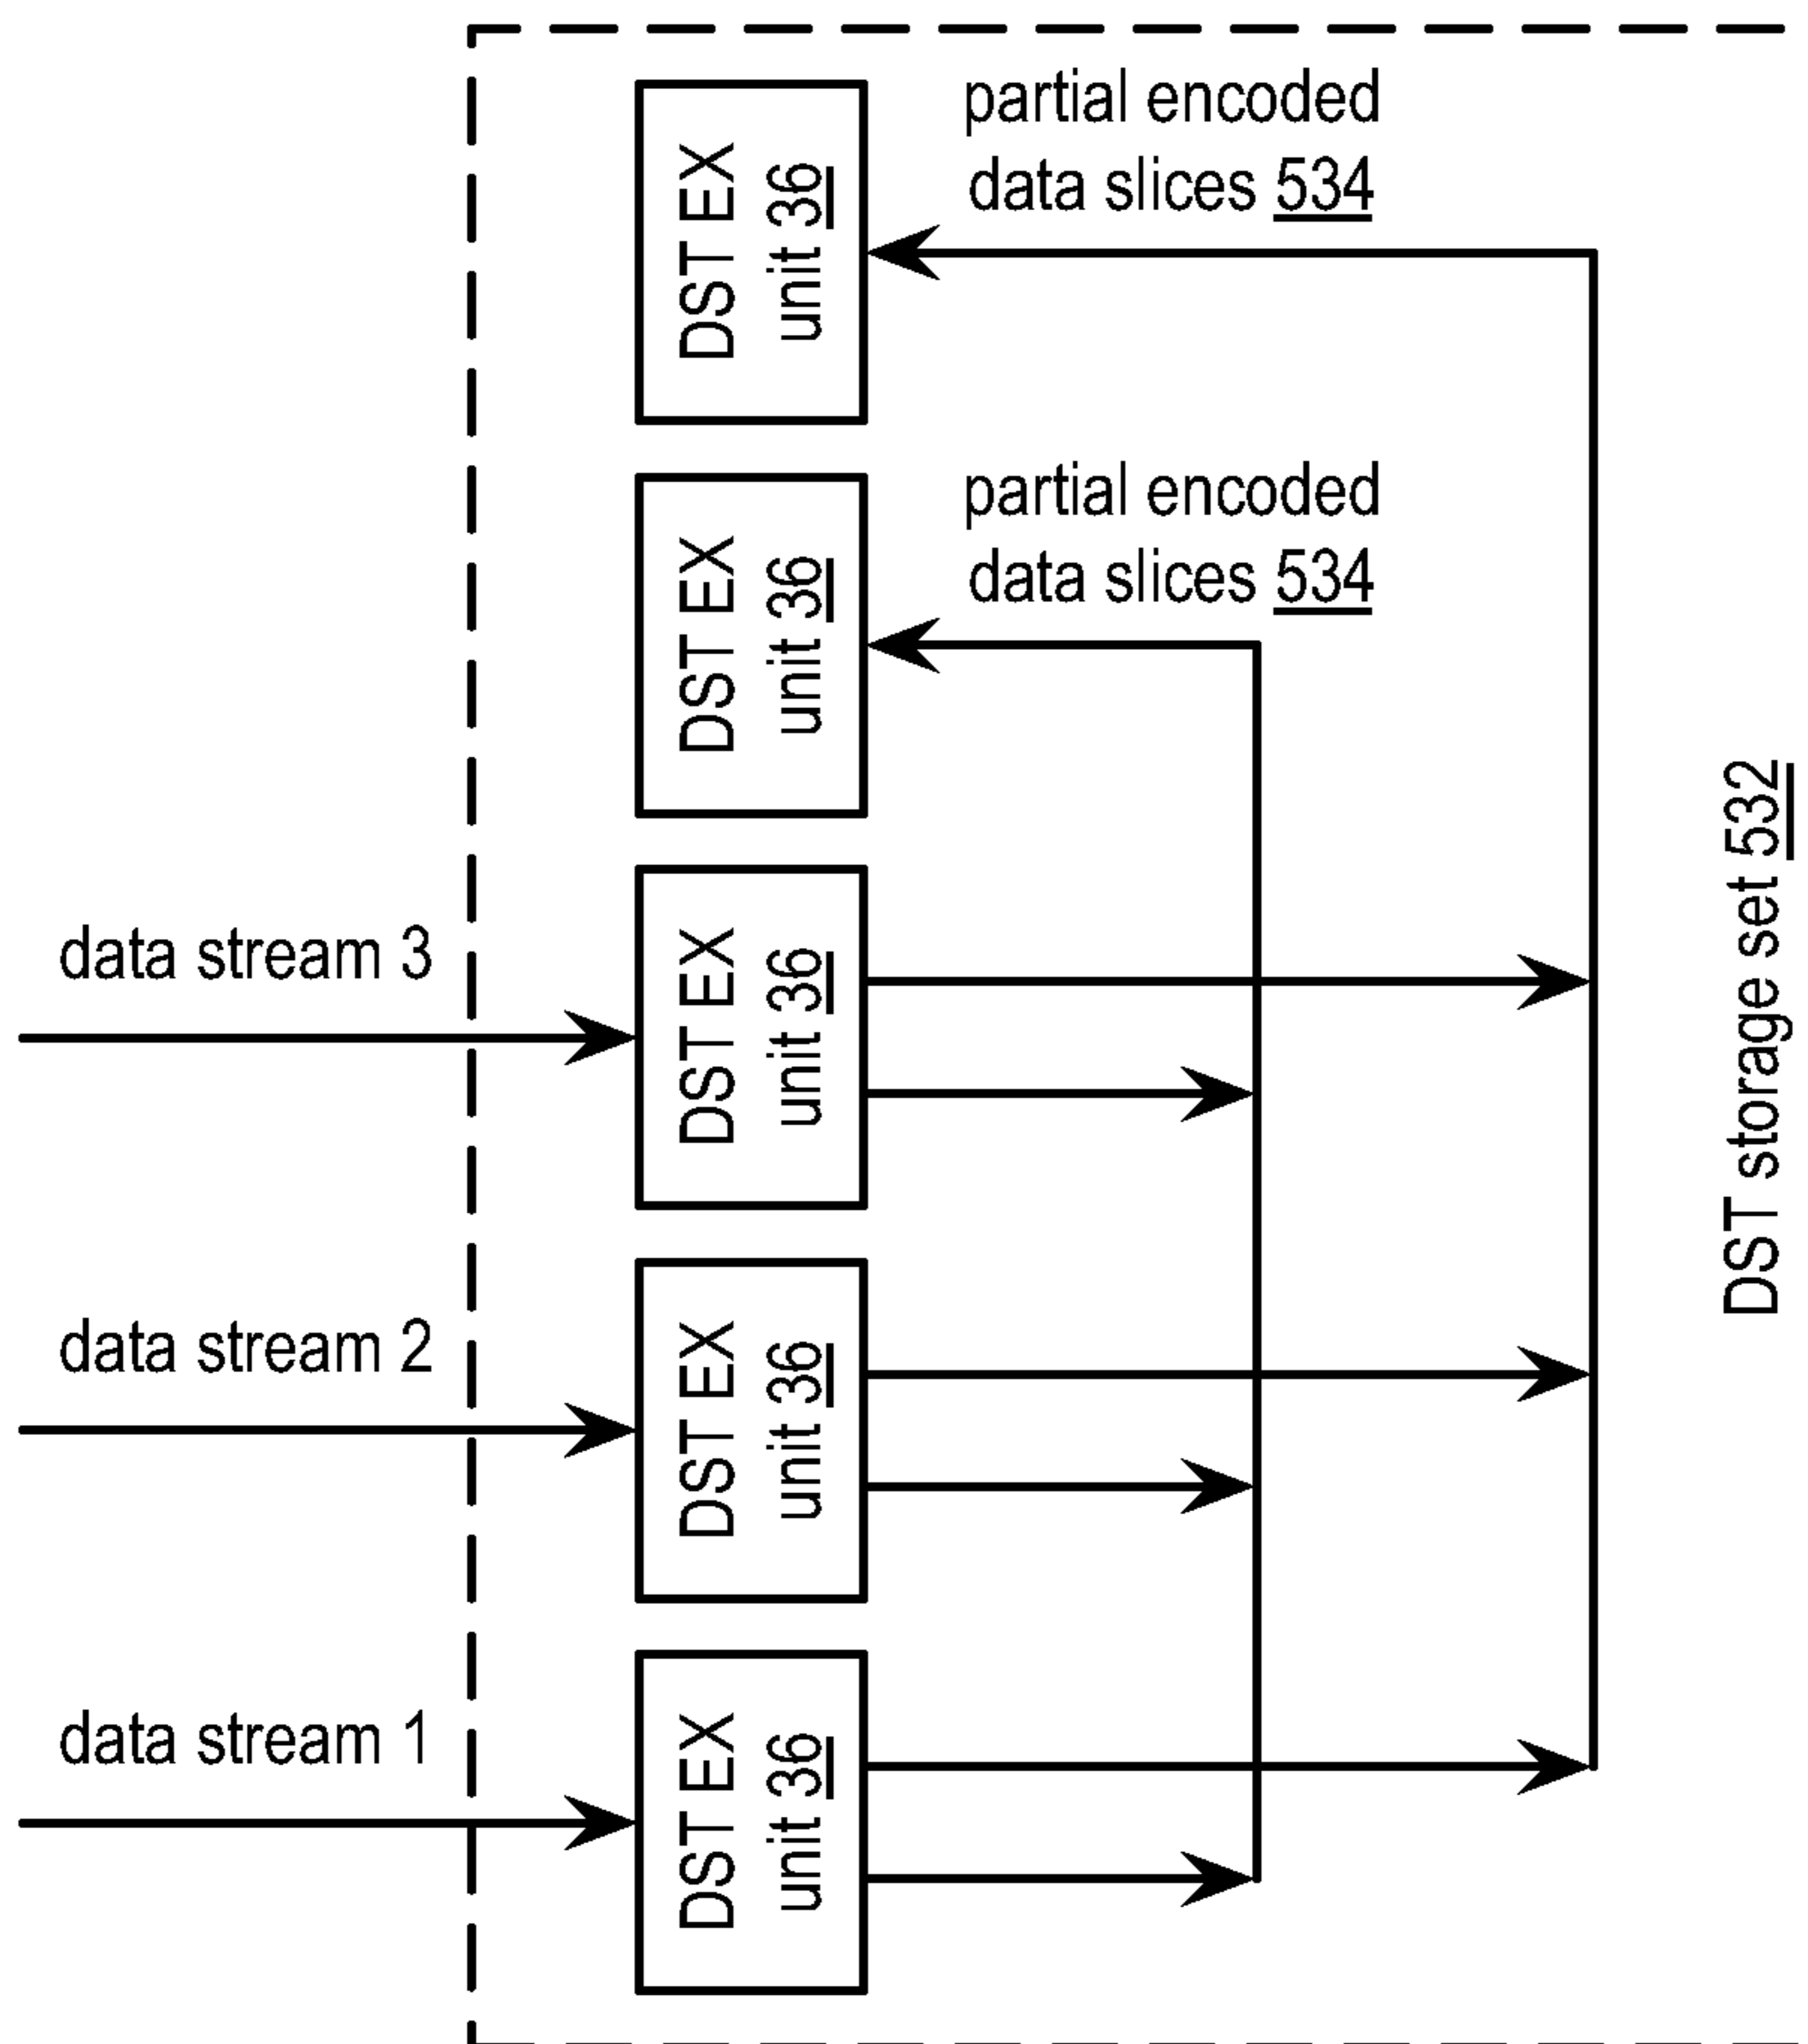 partial encoded
data slices 534
DST EX
unit 36
partial encoded
data slices 534
DST EX
unit 36
data stream 3
DST EX
unit 36
data stream 2
DST EX
unit 36
data stream 1
DST EX
unit 36
DST storage set 532